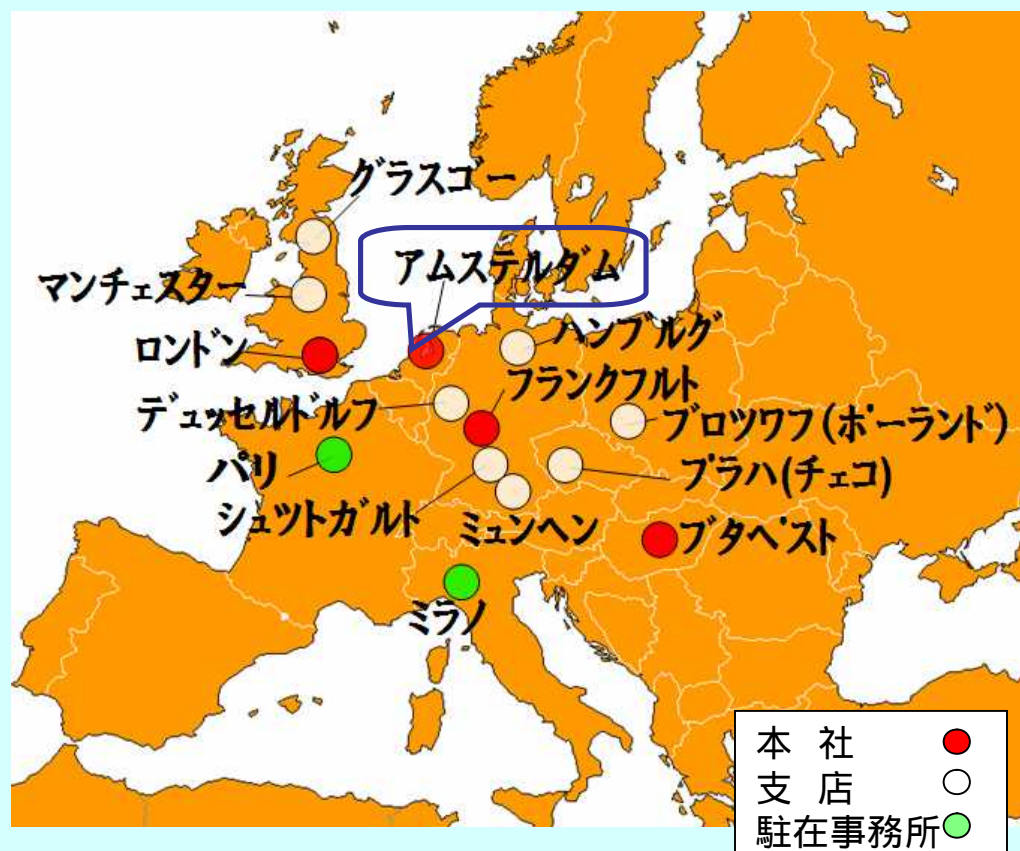 グラスゴー
アムステルダム
マンチェスター
ロンドン
ハンブルグ
フランクフルト
デュッセルドルフ
ブロツワフ(ポーランド)
パリ
プラハ(チェコ)
シュツトガルト
ミュンヘン
ブタペスト
ミラノ
本 社
支 店
駐在事務所